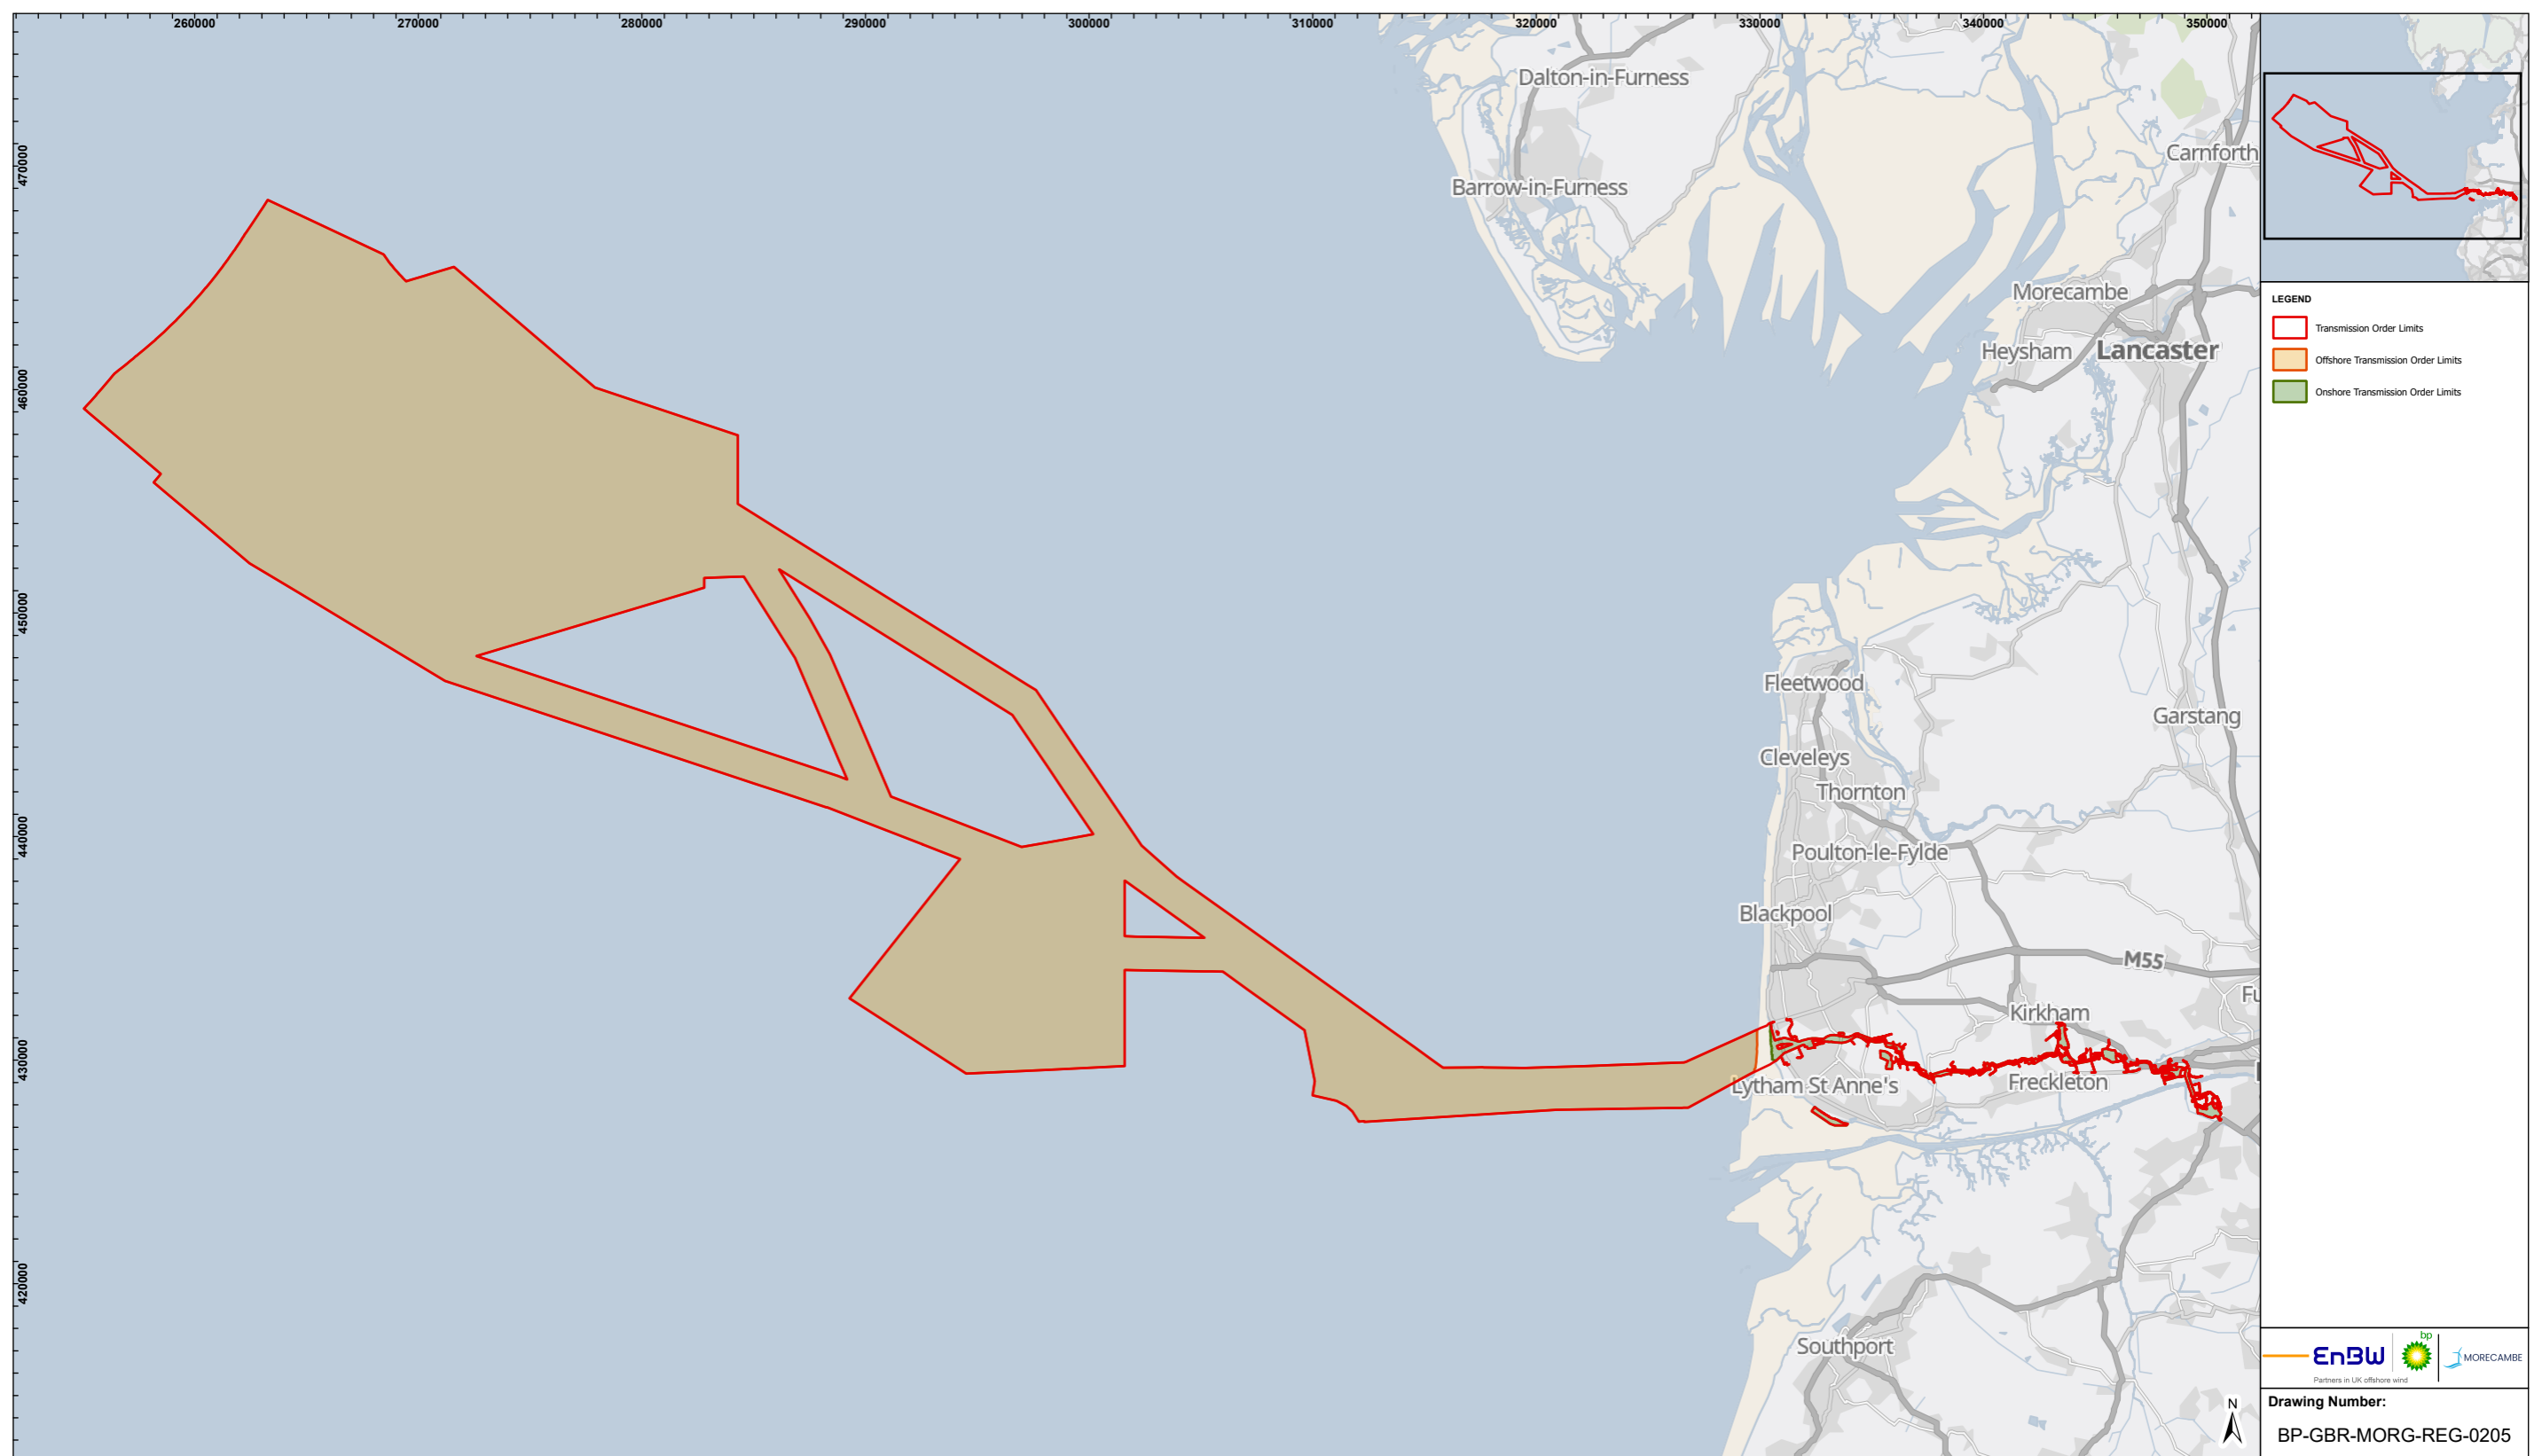 260000 270000 280000 290000 300000 310000 320000 330000 340000 350000
470000
460000
450000
440000
430000
420000
Dalton-in-Furness
Carnforth
Barrow-in-Furness
Morecambe
Heysham
Lancaster
Fleetwood
Garstang
Cleveleys
Thornton
Poulton-le-Fylde
Blackpool
M55
Fu
Kirkham
Lytham St Anne's
Freckleton
Southport
N
LEGEND
Transmission Order Limits
Offshore Transmission Order Limits
Onshore Transmission Order Limits
EnBW
bp
MORECAMBE
Partners in UK offshore wind
Drawing Number:
BP-GBR-MORG-REG-0205